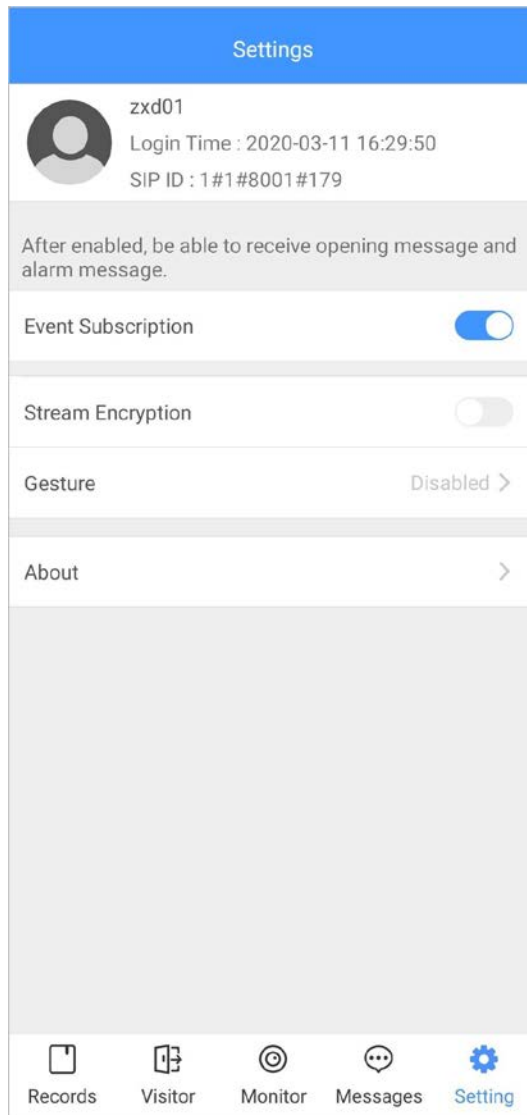 Settings
zxd01
Login Time : 2020-03-11 16:29:50
SIP ID : 1#1#8001#179
After enabled, be able to receive opening message and
alarm message.
Event Subscription
Stream Encryption
Gesture Disabled
About
Records Visitor Monitor Messages Setting